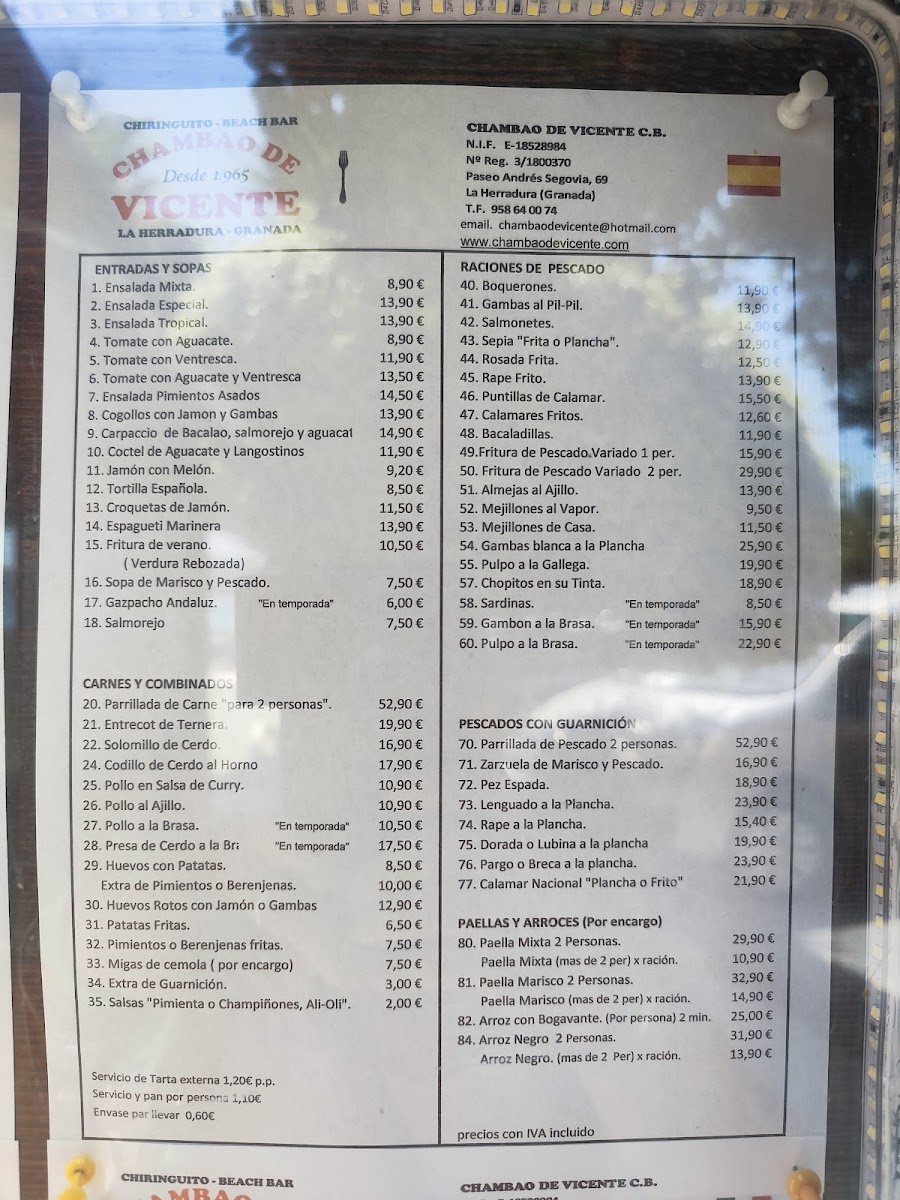 CHIRINGUITO - BEACH BAR
CHAMBAO DE
Desde 1.965
VICENTE
LA HERRADURA - GRANADA
CHAMBAO DE VICENTE C.B.
N.I.F. E-18528984
Nº Reg. 3/1800370
Paseo Andrés Segovia, 69
La Herradura (Granada)
T.F. 958 64 00 74
email. chambaodevicente@hotmail.com
www.chambaodevicente.com
ENTRADAS Y SOPAS
1. Ensalada Mixta. 8,90 €
2. Ensalada Especial. 13,90 €
3. Ensalada Tropical. 13,90 €
4. Tomate con Aguacate. 8,90 €
5. Tomate con Ventresca. 11,90 €
6. Tomate con Aguacate y Ventresca 13,50 €
7. Ensalada Pimientos Asados 14,50 €
8. Cogollos con Jamon y Gambas 13,90 €
9. Carpaccio de Bacalao, salmorejo y aguacat 14,90 €
10. Coctel de Aguacate y Langostinos 11,90 €
11. Jamón con Melón. 9,20 €
12. Tortilla Española. 8,50 €
13. Croquetas de Jamón. 11,50 €
14. Espagueti Marinera 13,90 €
15. Fritura de verano. 10,50 €
( Verdura Rebozada)
16. Sopa de Marisco y Pescado. 7,50 €
17. Gazpacho Andaluz. "En temporada" 6,00 €
18. Salmorejo 7,50 €
CARNES Y COMBINADOS
20. Parrillada de Carne "para 2 personas". 52,90 €
21. Entrecot de Ternera. 19,90 €
22. Solomillo de Cerdo. 16,90 €
24. Codillo de Cerdo al Horno 17,90 €
25. Pollo en Salsa de Curry. 10,90 €
26. Pollo al Ajillo. 10,90 €
27. Pollo a la Brasa. "En temporada" 10,50 €
28. Presa de Cerdo a la Bra "En temporada" 17,50 €
29. Huevos con Patatas. 8,50 €
Extra de Pimientos o Berenjenas. 10,00 €
30. Huevos Rotos con Jamón o Gambas 12,90 €
31. Patatas Fritas. 6,50 €
32. Pimientos o Berenjenas fritas. 7,50 €
33. Migas de cemola ( por encargo) 7,50 €
34. Extra de Guarnición. 3,00 €
35. Salsas "Pimienta o Champiñones, Ali-Oli". 2,00 €
Servicio de Tarta externa 1,20€ p.p.
Servicio y pan por persona 1,10€
Envase par llevar 0,60€
RACIONES DE PESCADO
40. Boquerones. 11,90 €
41. Gambas al Pil-Pil. 13,90 €
42. Salmonetes. 14,90 €
43. Sepia "Frita o Plancha". 12,90 €
44. Rosada Frita. 12,50 €
45. Rape Frito. 13,90 €
46. Puntillas de Calamar. 15,50 €
47. Calamares Fritos. 12,60 €
48. Bacaladillas. 11,90 €
49.Fritura de Pescado Variado 1 per. 15,90 €
50. Fritura de Pescado Variado 2 per. 29,90 €
51. Almejas al Ajillo. 13,90 €
52. Mejillones al Vapor. 9,50 €
53. Mejillones de Casa. 11,50 €
54. Gambas blanca a la Plancha 25,90 €
55. Pulpo a la Gallega. 19,90 €
57. Chopitos en su Tinta. 18,90 €
58. Sardinas. "En temporada" 8,50 €
59. Gambon a la Brasa. "En temporada" 15,90 €
60. Pulpo a la Brasa. "En temporada" 22,90 €
PESCADOS CON GUARNICIÓN
70. Parrillada de Pescado 2 personas. 52,90 €
71. Zarzuela de Marisco y Pescado. 16,90 €
72. Pez Espada. 18,90 €
73. Lenguado a la Plancha. 23,90 €
74. Rape a la Plancha. 15,40 €
75. Dorada o Lubina a la plancha 19,90 €
76. Pargo o Breca a la plancha. 23,90 €
77. Calamar Nacional "Plancha o Frito" 21,90 €
PAELLAS Y ARROCES (Por encargo)
80. Paella Mixta 2 Personas. 29,90 €
Paella Mixta (mas de 2 per) x ración. 10,90 €
81. Paella Marisco 2 Personas. 32,90 €
Paella Marisco (mas de 2 per) x ración. 14,90 €
82. Arroz con Bogavante. (Por persona) 2 min. 25,00 €
84. Arroz Negro 2 Personas. 31,90 €
Arroz Negro. (mas de 2 Per) x ración. 13,90 €
precios con IVA incluido
CHIRINGUITO - BEACH BAR
CHAMBAO DE VICENTE C.B.